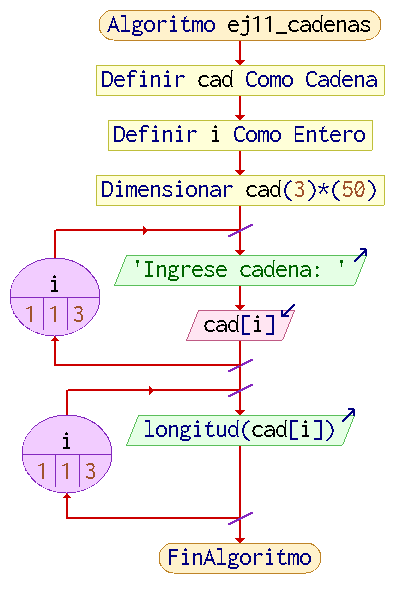 Algoritmo ej11_cadenas
Definir cad Como Cadena
Definir i Como Entero
Dimensionar cad(3)*(50)
'Ingrese cadena: '
i
1 1 3
cad[i]
longitud(cad[i])
i
1 1 3
FinAlgoritmo